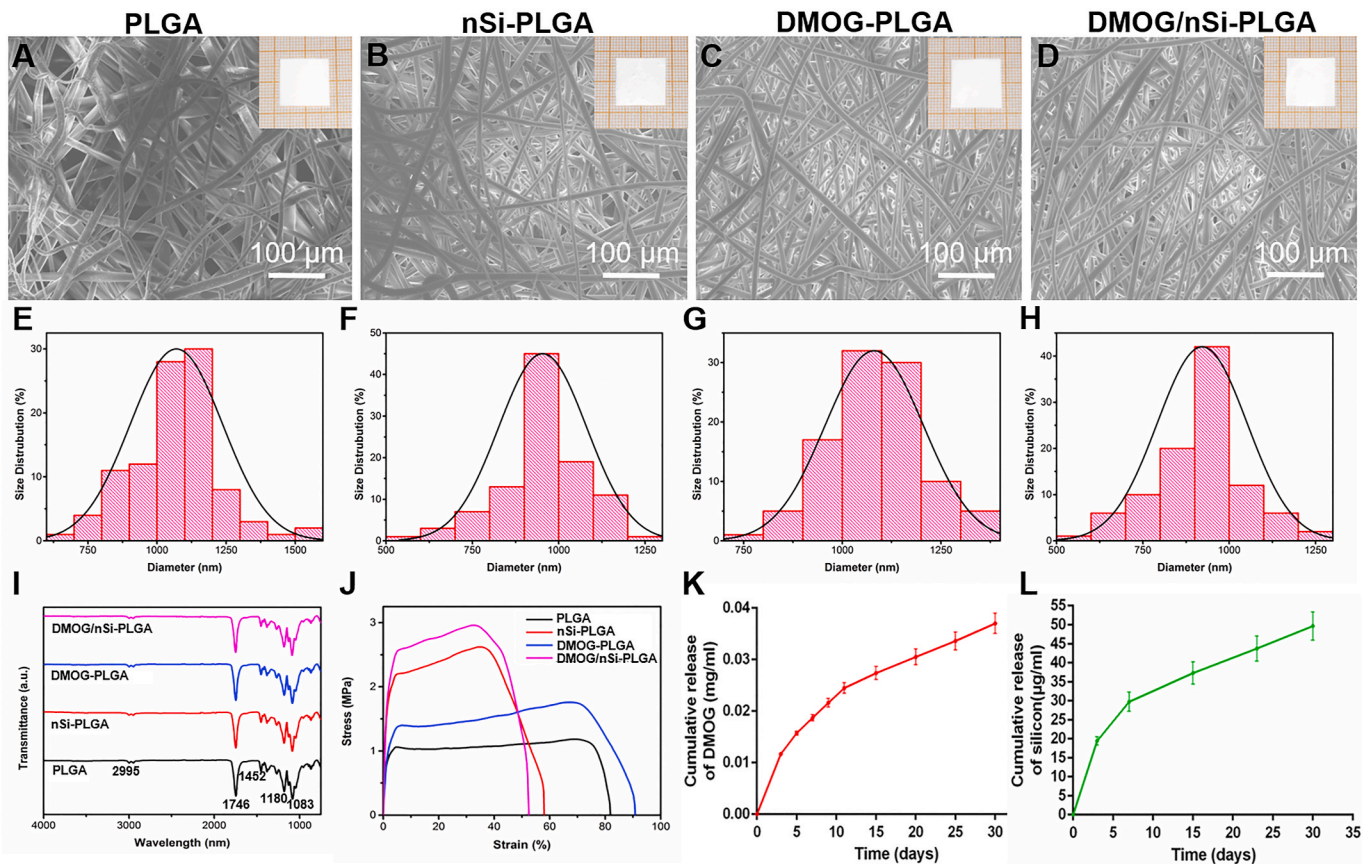 PLGA
nSi-PLGA
DMOG-PLGA
DMOG/nSi-PLGA
A
B
C
D
100 µm
100 µm
100 µm
100 µm
E
F
G
H
30
20
10
0
Size Distrubution (%)
750
1000
1250
1500
Diameter (nm)
50
40
30
20
10
0
Size Distrubution (%)
500
750
1000
1250
Diameter (nm)
30
20
10
0
Size Distrubution (%)
750
1000
1250
Diameter (nm)
40
30
20
10
0
Size Distrubution (%)
500
750
1000
1250
Diameter (nm)
I
J
K
L
DMOG/nSi-PLGA
DMOG-PLGA
nSi-PLGA
PLGA
2995
1746
1452
1180
1083
Transmittance (a.u.)
4000
3000
2000
1000
Wavelength (nm)
PLGA
nSi-PLGA
DMOG-PLGA
DMOG/nSi-PLGA
3
2
1
0
Stress (MPa)
0
20
40
60
80
100
Strain (%)
Cumulative release
of DMOG (mg/ml)
0.04
0.03
0.02
0.01
0.00
0
5
10
15
20
25
30
Time (days)
Cumulative release
of silicon(µg/ml)
55
50
45
40
35
30
25
20
15
10
5
0
0
5
10
15
20
25
30
35
Time (days)